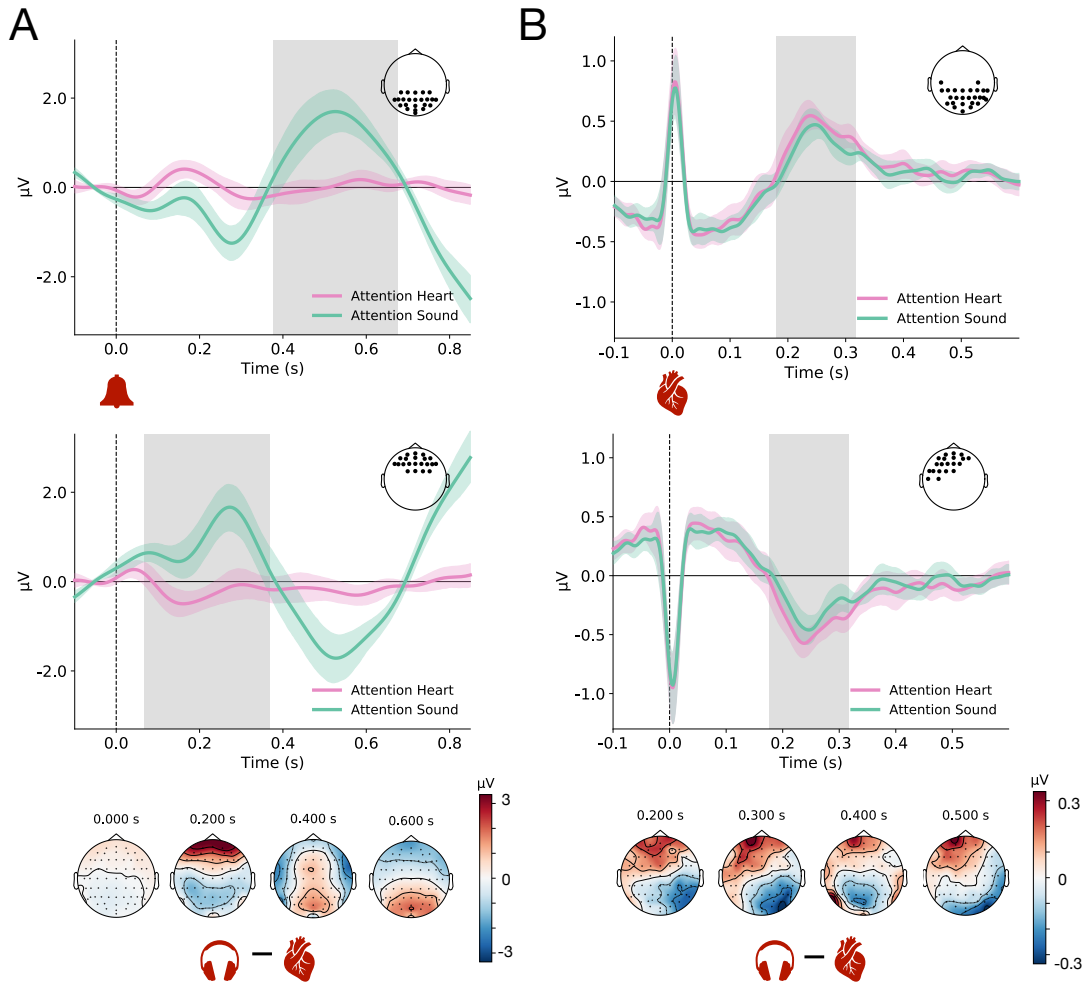 A
μV
2.0
0.0
-2.0
Attention Heart
Attention Sound
0.0 0.2 0.4 0.6 0.8
Time (s)
μV
2.0
0.0
-2.0
Attention Heart
Attention Sound
0.0 0.2 0.4 0.6 0.8
Time (s)
μV
0.000 s 0.200 s 0.400 s 0.600 s
3
0
-3
B
μV
1.0
0.5
0.0
-0.5
-1.0
Attention Heart
Attention Sound
-0.1 0.0 0.1 0.2 0.3 0.4 0.5
Time (s)
μV
1.0
0.5
0.0
-0.5
-1.0
Attention Heart
Attention Sound
-0.1 0.0 0.1 0.2 0.3 0.4 0.5
Time (s)
μV
0.200 s 0.300 s 0.400 s 0.500 s
0.3
0
-0.3